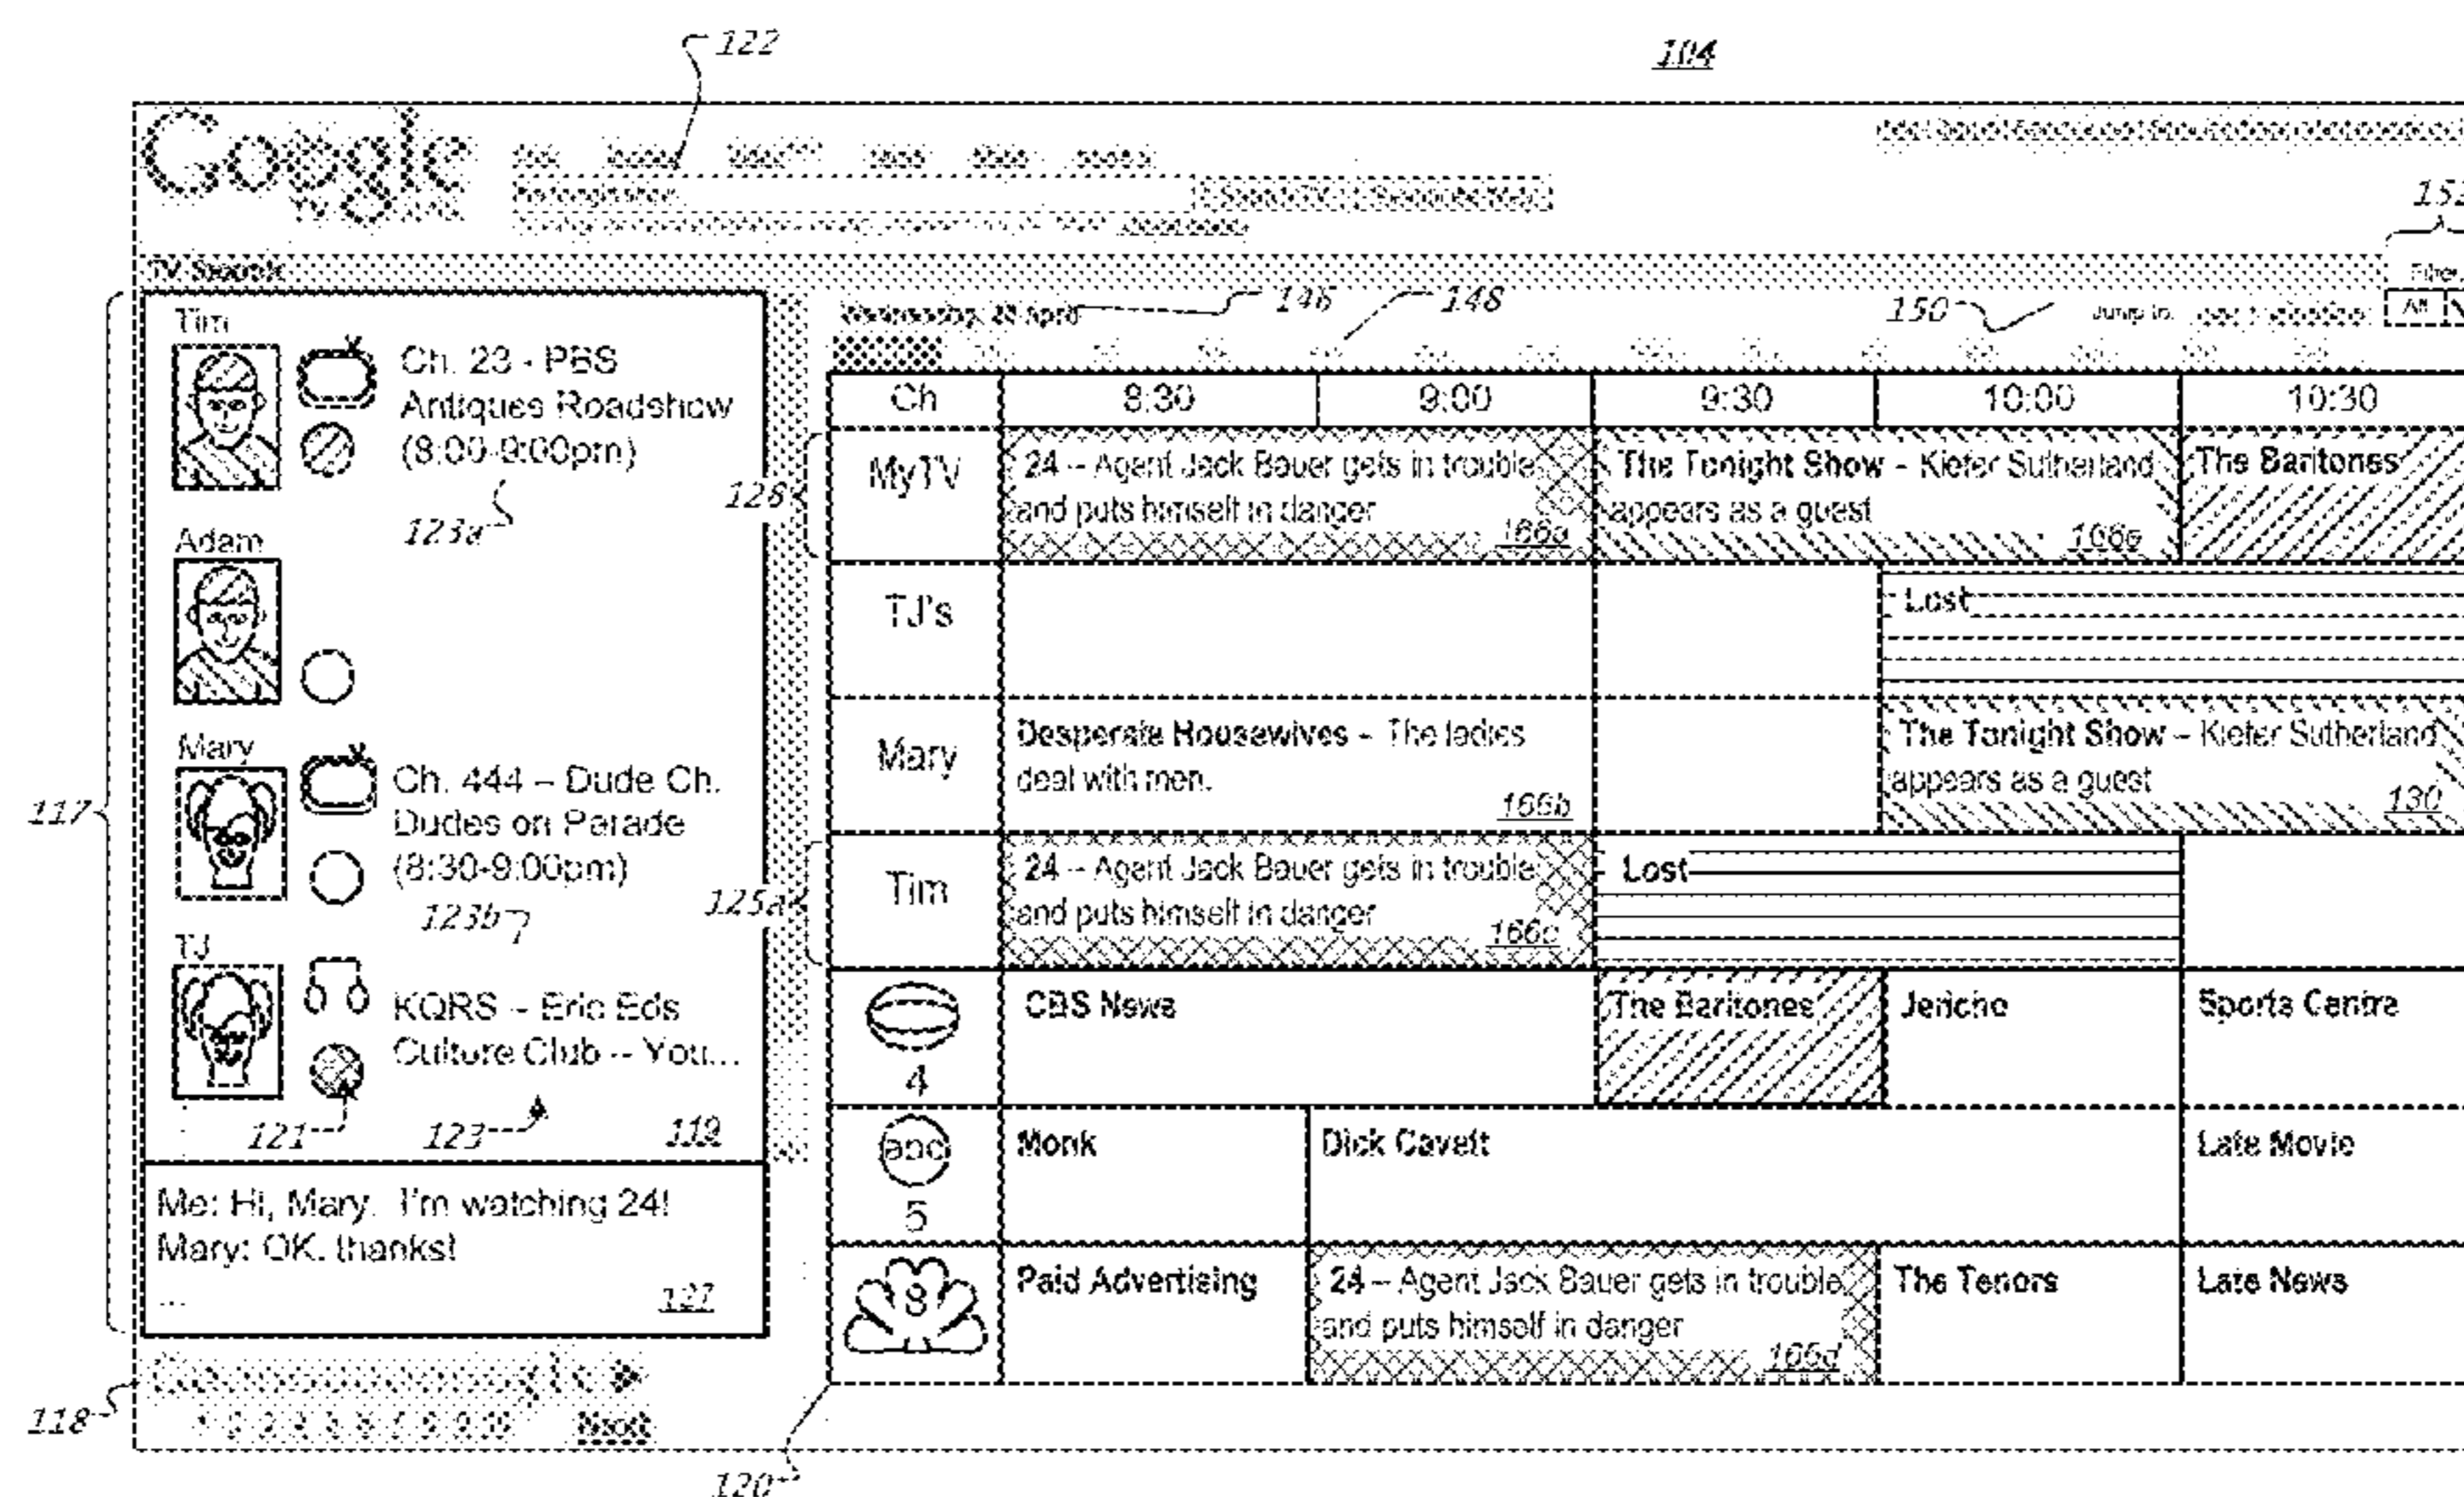 122
104
Google
TV
TV Search
Wednesday, 28 April
146
148
150
Jump to:
All
117
Tim
Ch. 23 - PBS
Antiques Roadshow
(8:00-9:00pm)
123a
Adam
Mary
Ch. 444 – Dude Ch.
Dudes on Parade
(8:30-9:00pm)
123b
TJ
KQRS – Eric Eds
Culture Club -- You...
121
123
119
Me: Hi, Mary. I'm watching 24!
Mary: OK. thanks!
...
127
118
Next
120
Ch 8:30 9:00 9:30 10:00 10:30
126
MyTV
24 – Agent Jack Bauer gets in trouble
and puts himself in danger
166a
The Tonight Show – Kiefer Sutherland
appears as a guest
166e
The Baritones
TJ's
Lost
Mary
Desperate Housewives – The ladies
deal with men.
166b
The Tonight Show – Kiefer Sutherland
appears as a guest
130
125a
Tim
24 – Agent Jack Bauer gets in trouble
and puts himself in danger
166c
Lost
4
CBS News
The Baritones
Jericho
Sports Centre
abc
5
Monk
Dick Cavett
Late Movie
8
Paid Advertising
24 – Agent Jack Bauer gets in trouble
and puts himself in danger
166d
The Tenors
Late News